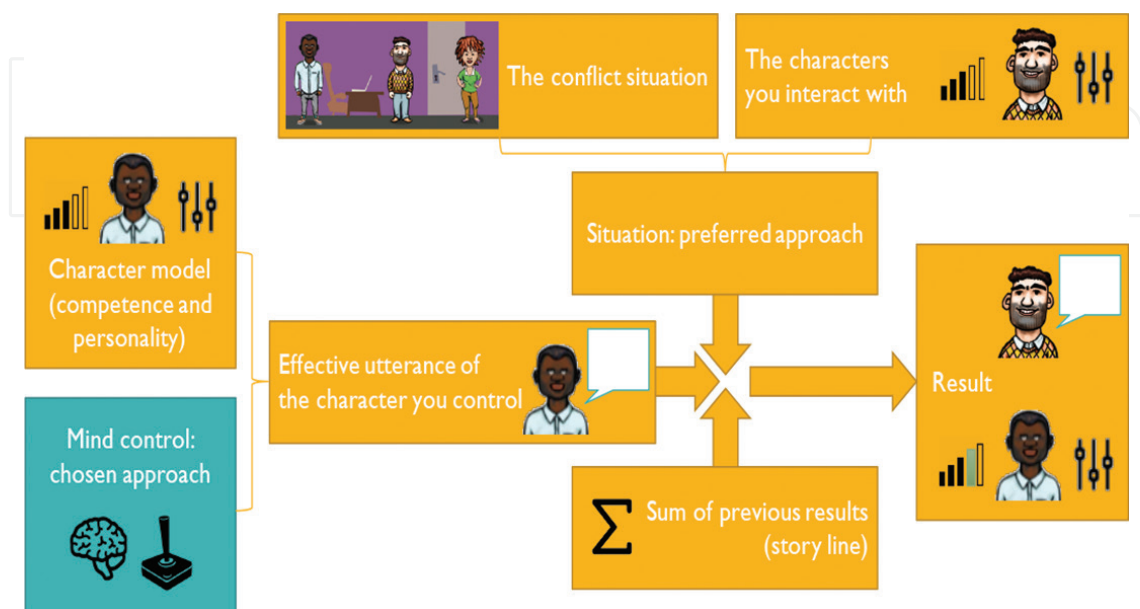 The conflict situation
The characters
you interact with
Character model
(competence and
personality)
Situation: preferred approach
Effective utterance of
the character you control
Result
Mind control:
chosen approach
Σ Sum of previous results
(story line)